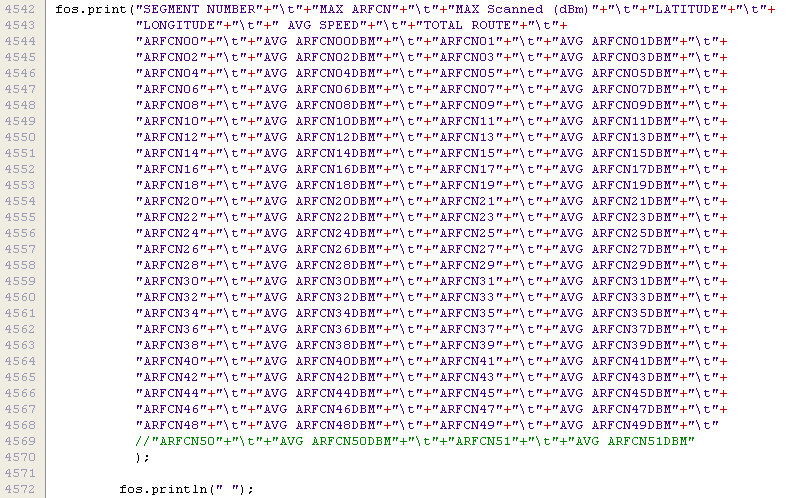 4542 fos.print("SEGMENT NUMBER"+"\t"+"MAX ARFCN"+"\t"+"MAX Scanned (dBm)"+"\t"+"LATITUDE"+"\t"+
4543 "LONGITUDE"+"\t"+" AVG SPEED"+"\t"+"TOTAL ROUTE"+"\t"+
4544 "ARFCN00"+"\t"+"AVG ARFCN00DBM"+"\t"+"ARFCN01"+"\t"+"AVG ARFCN01DBM"+"\t"+
4545 "ARFCN02"+"\t"+"AVG ARFCN02DBM"+"\t"+"ARFCN03"+"\t"+"AVG ARFCN03DBM"+"\t"+
4546 "ARFCN04"+"\t"+"AVG ARFCN04DBM"+"\t"+"ARFCN05"+"\t"+"AVG ARFCN05DBM"+"\t"+
4547 "ARFCN06"+"\t"+"AVG ARFCN06DBM"+"\t"+"ARFCN07"+"\t"+"AVG ARFCN07DBM"+"\t"+
4548 "ARFCN08"+"\t"+"AVG ARFCN08DBM"+"\t"+"ARFCN09"+"\t"+"AVG ARFCN09DBM"+"\t"+
4549 "ARFCN10"+"\t"+"AVG ARFCN10DBM"+"\t"+"ARFCN11"+"\t"+"AVG ARFCN11DBM"+"\t"+
4550 "ARFCN12"+"\t"+"AVG ARFCN12DBM"+"\t"+"ARFCN13"+"\t"+"AVG ARFCN13DBM"+"\t"+
4551 "ARFCN14"+"\t"+"AVG ARFCN14DBM"+"\t"+"ARFCN15"+"\t"+"AVG ARFCN15DBM"+"\t"+
4552 "ARFCN16"+"\t"+"AVG ARFCN16DBM"+"\t"+"ARFCN17"+"\t"+"AVG ARFCN17DBM"+"\t"+
4553 "ARFCN18"+"\t"+"AVG ARFCN18DBM"+"\t"+"ARFCN19"+"\t"+"AVG ARFCN19DBM"+"\t"+
4554 "ARFCN20"+"\t"+"AVG ARFCN20DBM"+"\t"+"ARFCN21"+"\t"+"AVG ARFCN21DBM"+"\t"+
4555 "ARFCN22"+"\t"+"AVG ARFCN22DBM"+"\t"+"ARFCN23"+"\t"+"AVG ARFCN23DBM"+"\t"+
4556 "ARFCN24"+"\t"+"AVG ARFCN24DBM"+"\t"+"ARFCN25"+"\t"+"AVG ARFCN25DBM"+"\t"+
4557 "ARFCN26"+"\t"+"AVG ARFCN26DBM"+"\t"+"ARFCN27"+"\t"+"AVG ARFCN27DBM"+"\t"+
4558 "ARFCN28"+"\t"+"AVG ARFCN28DBM"+"\t"+"ARFCN29"+"\t"+"AVG ARFCN29DBM"+"\t"+
4559 "ARFCN30"+"\t"+"AVG ARFCN30DBM"+"\t"+"ARFCN31"+"\t"+"AVG ARFCN31DBM"+"\t"+
4560 "ARFCN32"+"\t"+"AVG ARFCN32DBM"+"\t"+"ARFCN33"+"\t"+"AVG ARFCN33DBM"+"\t"+
4561 "ARFCN34"+"\t"+"AVG ARFCN34DBM"+"\t"+"ARFCN35"+"\t"+"AVG ARFCN35DBM"+"\t"+
4562 "ARFCN36"+"\t"+"AVG ARFCN36DBM"+"\t"+"ARFCN37"+"\t"+"AVG ARFCN37DBM"+"\t"+
4563 "ARFCN38"+"\t"+"AVG ARFCN38DBM"+"\t"+"ARFCN39"+"\t"+"AVG ARFCN39DBM"+"\t"+
4564 "ARFCN40"+"\t"+"AVG ARFCN40DBM"+"\t"+"ARFCN41"+"\t"+"AVG ARFCN41DBM"+"\t"+
4565 "ARFCN42"+"\t"+"AVG ARFCN42DBM"+"\t"+"ARFCN43"+"\t"+"AVG ARFCN43DBM"+"\t"+
4566 "ARFCN44"+"\t"+"AVG ARFCN44DBM"+"\t"+"ARFCN45"+"\t"+"AVG ARFCN45DBM"+"\t"+
4567 "ARFCN46"+"\t"+"AVG ARFCN46DBM"+"\t"+"ARFCN47"+"\t"+"AVG ARFCN47DBM"+"\t"+
4568 "ARFCN48"+"\t"+"AVG ARFCN48DBM"+"\t"+"ARFCN49"+"\t"+"AVG ARFCN49DBM"+"\t"
4569 //"ARFCN50"+"\t"+"AVG ARFCN50DBM"+"\t"+"ARFCN51"+"\t"+"AVG ARFCN51DBM"
4570 );
4571
4572 fos.println(" ");